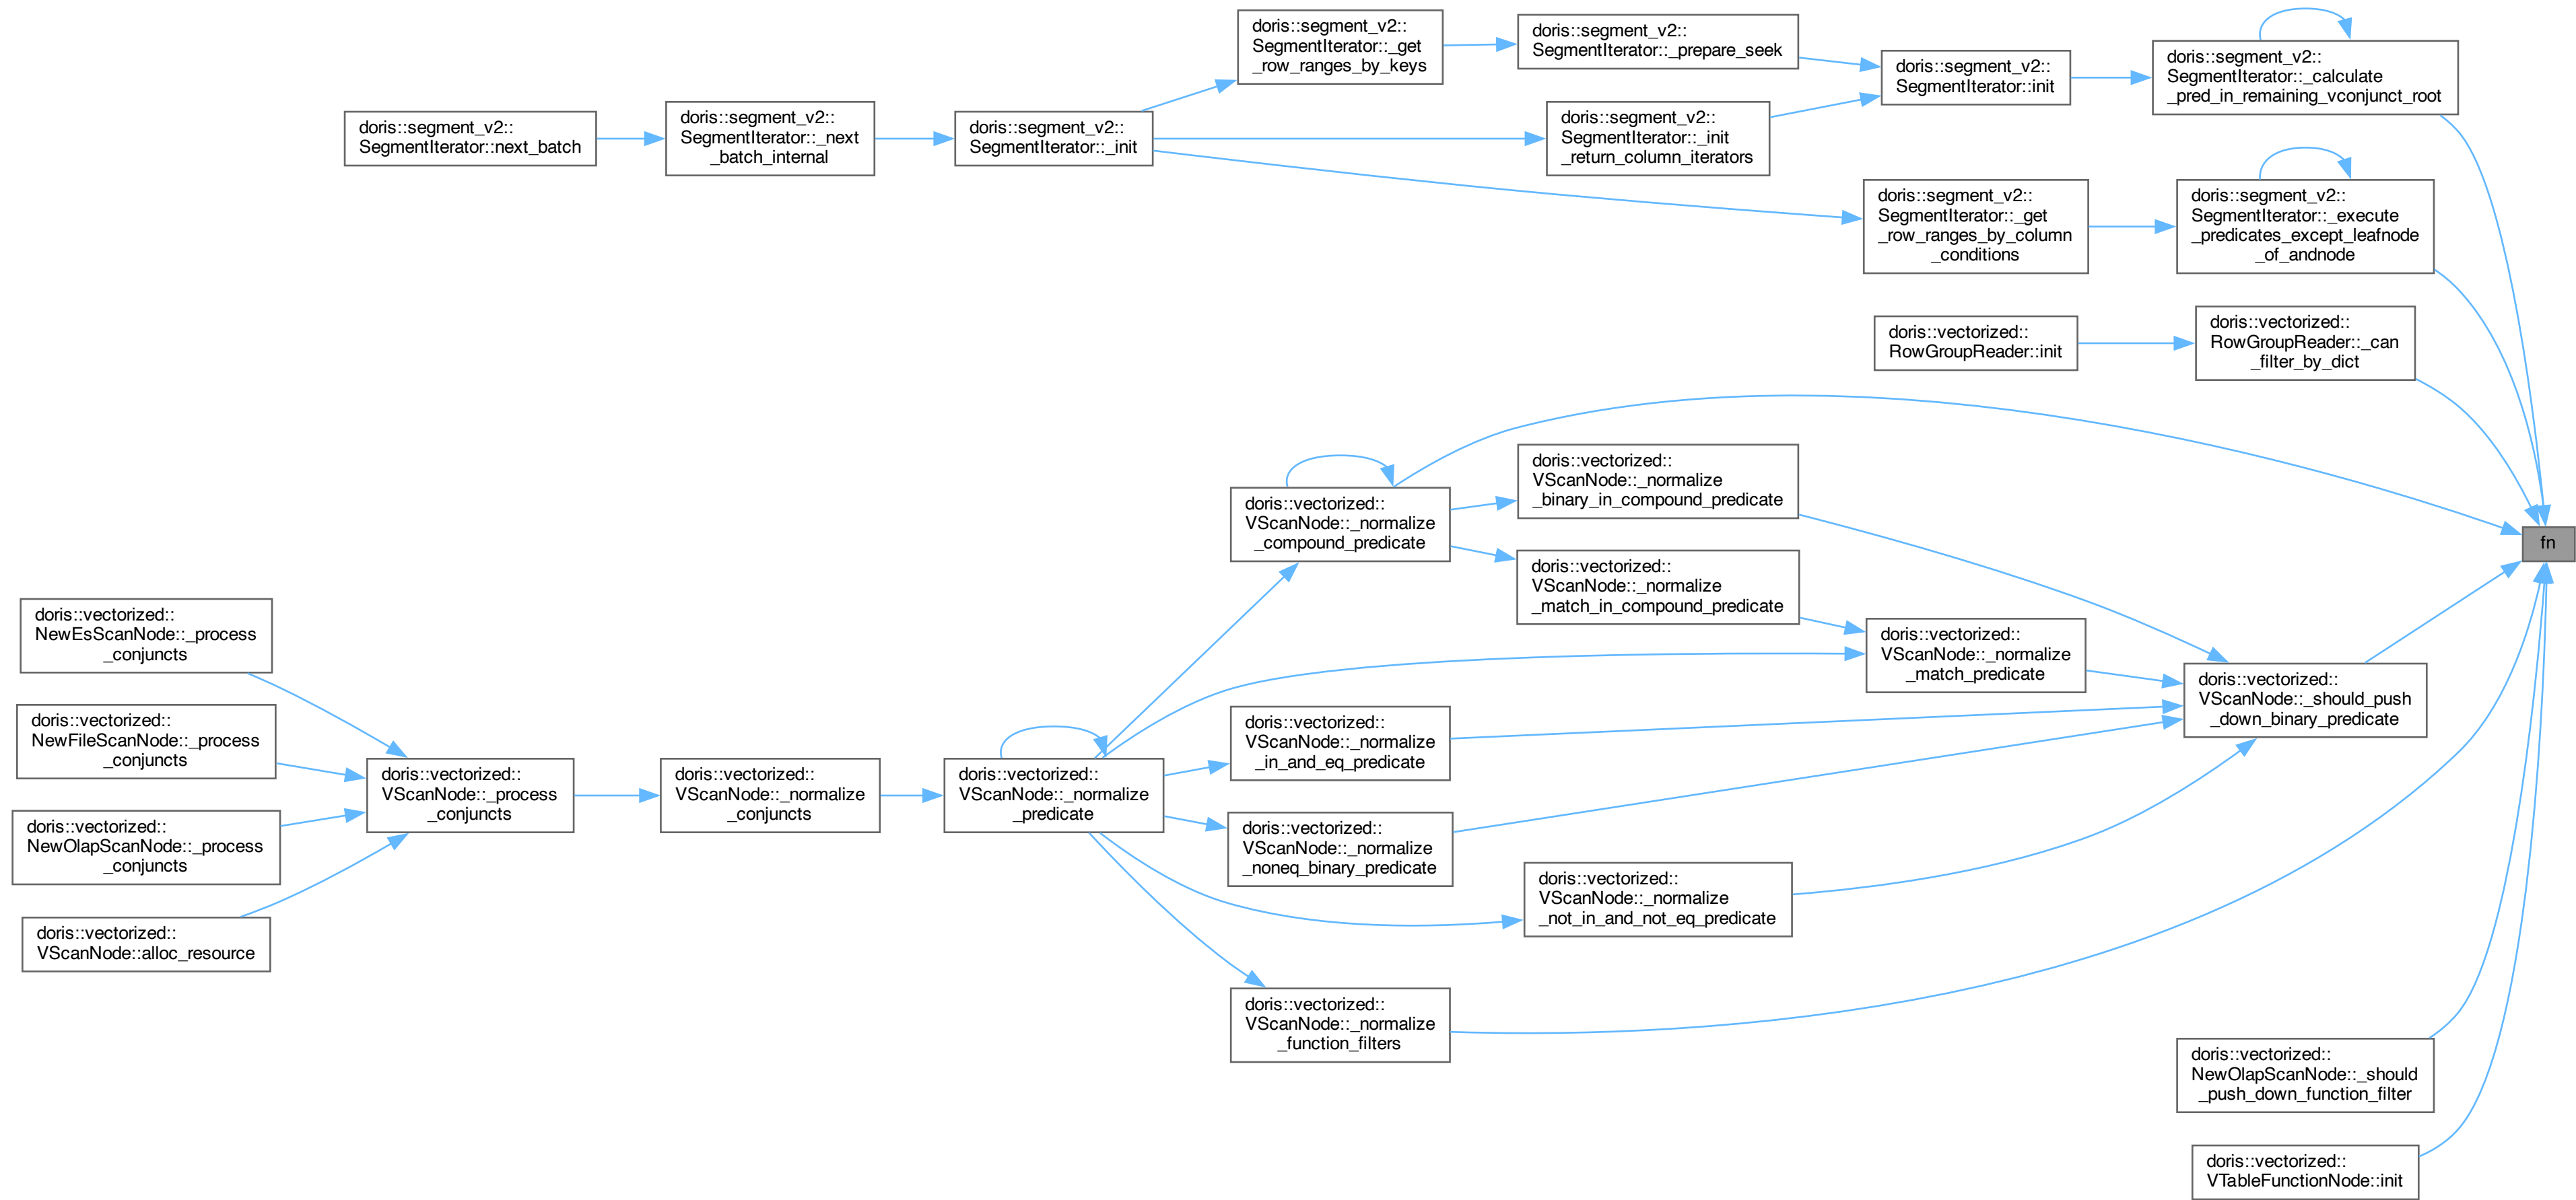 doris::segment_v2::
SegmentIterator::_get
_row_ranges_by_keys
doris::segment_v2::
SegmentIterator::_prepare_seek
doris::segment_v2::
SegmentIterator::init
doris::segment_v2::
SegmentIterator::_calculate
_pred_in_remaining_vconjunct_root
doris::segment_v2::
SegmentIterator::next_batch
doris::segment_v2::
SegmentIterator::_next
_batch_internal
doris::segment_v2::
SegmentIterator::_init
doris::segment_v2::
SegmentIterator::_init
_return_column_iterators
doris::segment_v2::
SegmentIterator::_get
_row_ranges_by_column
_conditions
doris::segment_v2::
SegmentIterator::_execute
_predicates_except_leafnode
_of_andnode
doris::vectorized::
RowGroupReader::init
doris::vectorized::
RowGroupReader::_can
_filter_by_dict
doris::vectorized::
VScanNode::_normalize
_compound_predicate
doris::vectorized::
VScanNode::_normalize
_binary_in_compound_predicate
fn
doris::vectorized::
VScanNode::_normalize
_match_in_compound_predicate
doris::vectorized::
NewEsScanNode::_process
_conjuncts
doris::vectorized::
VScanNode::_normalize
_match_predicate
doris::vectorized::
VScanNode::_should_push
_down_binary_predicate
doris::vectorized::
NewFileScanNode::_process
_conjuncts
doris::vectorized::
VScanNode::_normalize
_in_and_eq_predicate
doris::vectorized::
VScanNode::_process
_conjuncts
doris::vectorized::
VScanNode::_normalize
_conjuncts
doris::vectorized::
VScanNode::_normalize
_predicate
doris::vectorized::
NewOlapScanNode::_process
_conjuncts
doris::vectorized::
VScanNode::_normalize
_noneq_binary_predicate
doris::vectorized::
VScanNode::_normalize
_not_in_and_not_eq_predicate
doris::vectorized::
VScanNode::alloc_resource
doris::vectorized::
VScanNode::_normalize
_function_filters
doris::vectorized::
NewOlapScanNode::_should
_push_down_function_filter
doris::vectorized::
VTableFunctionNode::init